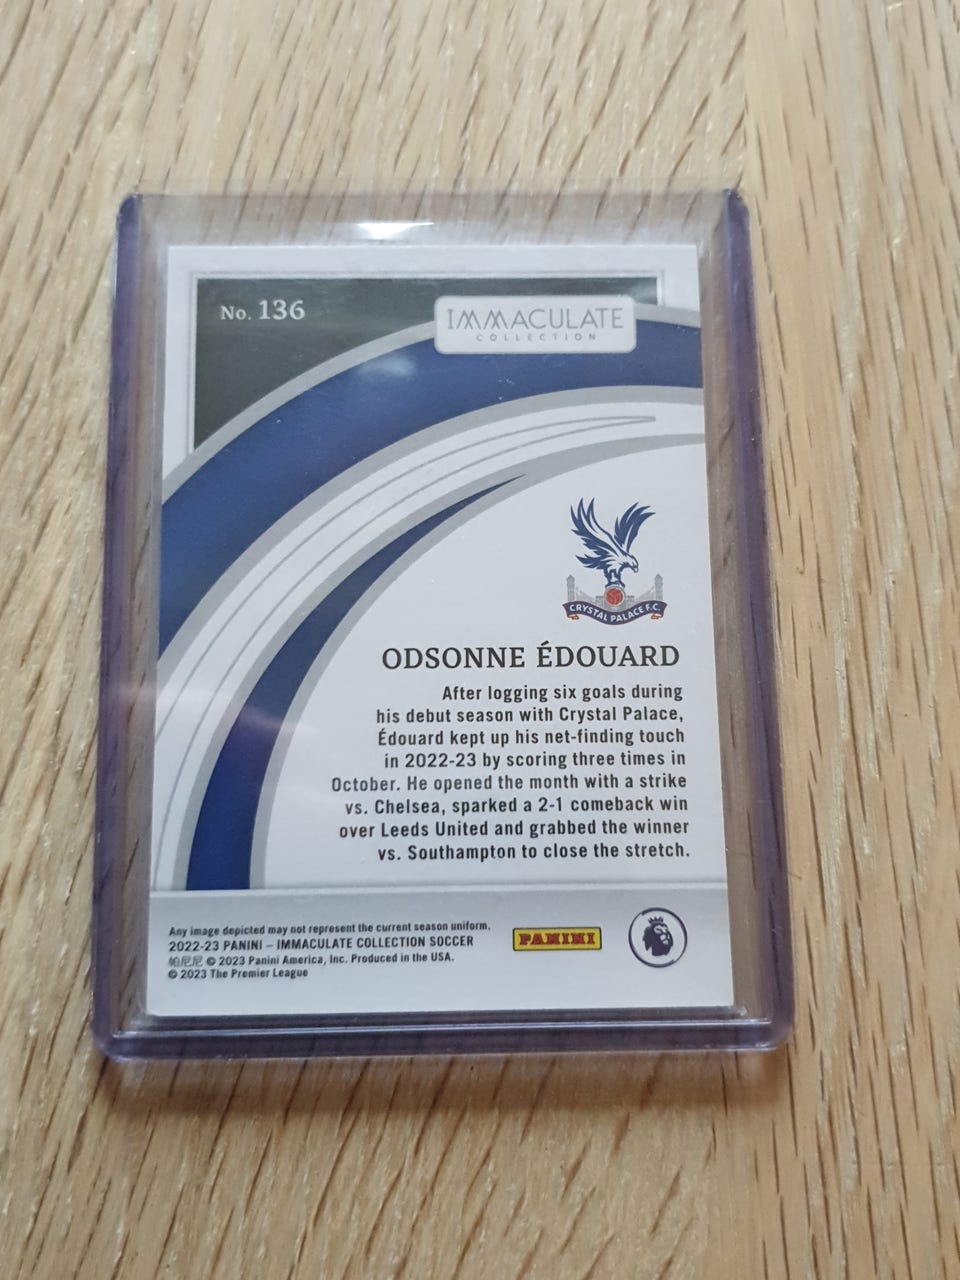 No. 136
IMMACULATE
COLLECTION
CRYSTAL PALACE F.C.
ODSONNE ÉDOUARD
After logging six goals during
his debut season with Crystal Palace,
Édouard kept up his net-finding touch
in 2022-23 by scoring three times in
October. He opened the month with a strike
vs. Chelsea, sparked a 2-1 comeback win
over Leeds United and grabbed the winner
vs. Southampton to close the stretch.
Any image depicted may not represent the current season uniform.
2022-23 PANINI – IMMACULATE COLLECTION SOCCER
帕尼尼 © 2023 Panini America, Inc. Produced in the USA.
© 2023 The Premier League
PANINI